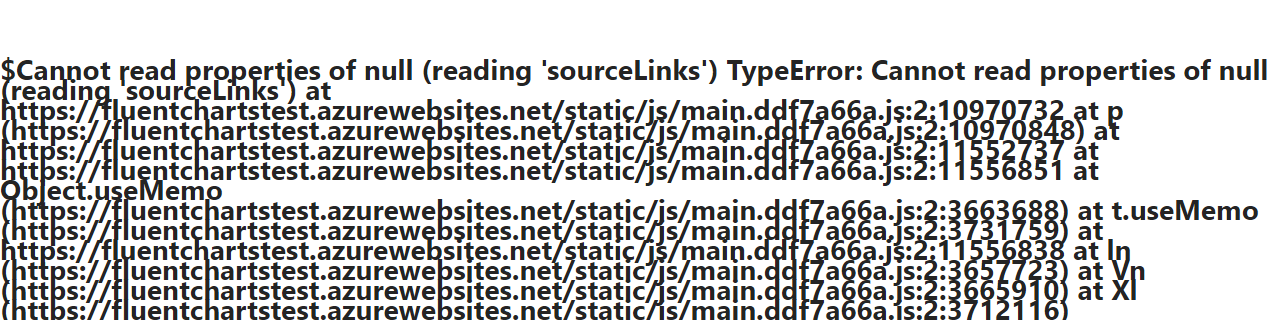 $Cannot read properties of null (reading 'sourceLinks') TypeError: Cannot read properties of null
(reading 'sourceLinks') at
https://fluentchartstest.azurewebsites.net/static/js/main.ddf7a66a.js:2:10970732 at p
(https://fluentchartstest.azurewebsites.net/static/js/main.ddf7a66a.js:2:10970848) at
https://fluentchartstest.azurewebsites.net/static/js/main.ddf7a66a.js:2:11552737 at
https://fluentchartstest.azurewebsites.net/static/js/main.ddf7a66a.js:2:11556851 at
Object.useMemo
(https://fluentchartstest.azurewebsites.net/static/js/main.ddf7a66a.js:2:3663688) at t.useMemo
(https://fluentchartstest.azurewebsites.net/static/js/main.ddf7a66a.js:2:3731759) at
https://fluentchartstest.azurewebsites.net/static/js/main.ddf7a66a.js:2:11556838 at ln
(https://fluentchartstest.azurewebsites.net/static/js/main.ddf7a66a.js:2:3657723) at Vn
(https://fluentchartstest.azurewebsites.net/static/js/main.ddf7a66a.js:2:3665910) at Xl
(https://fluentchartstest.azurewebsites.net/static/js/main.ddf7a66a.js:2:3712116)